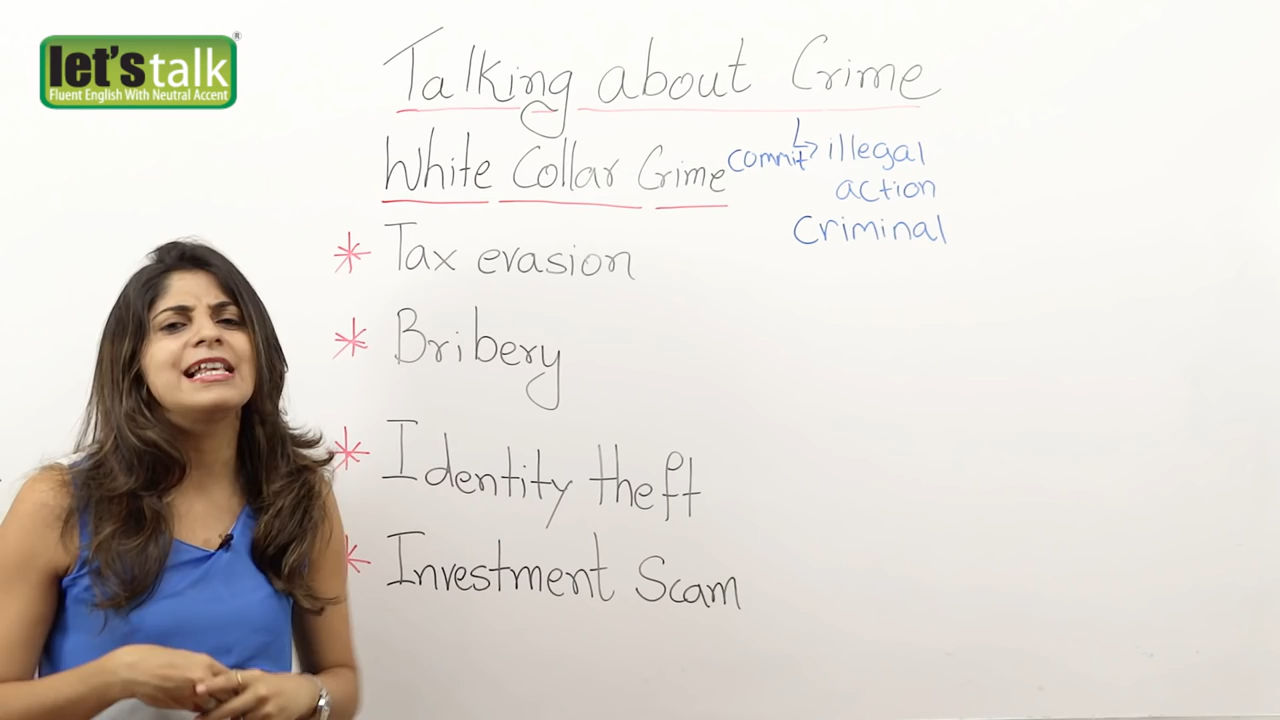 let's talk®
Fluent English With Neutral Accent
Talking about Crime
White Collar Crime commit illegal
action
Criminal
* Tax evasion
* Bribery
* Identity theft
* Investment Scam